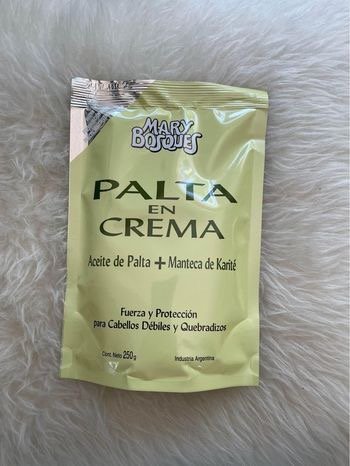 MARY
BOSQUES
PALTA
EN
CREMA
Aceite de Palta + Manteca de Karité
Fuerza y Protección
para Cabellos Débiles y Quebradizos
Cont. Neto 250g
Industria Argentina